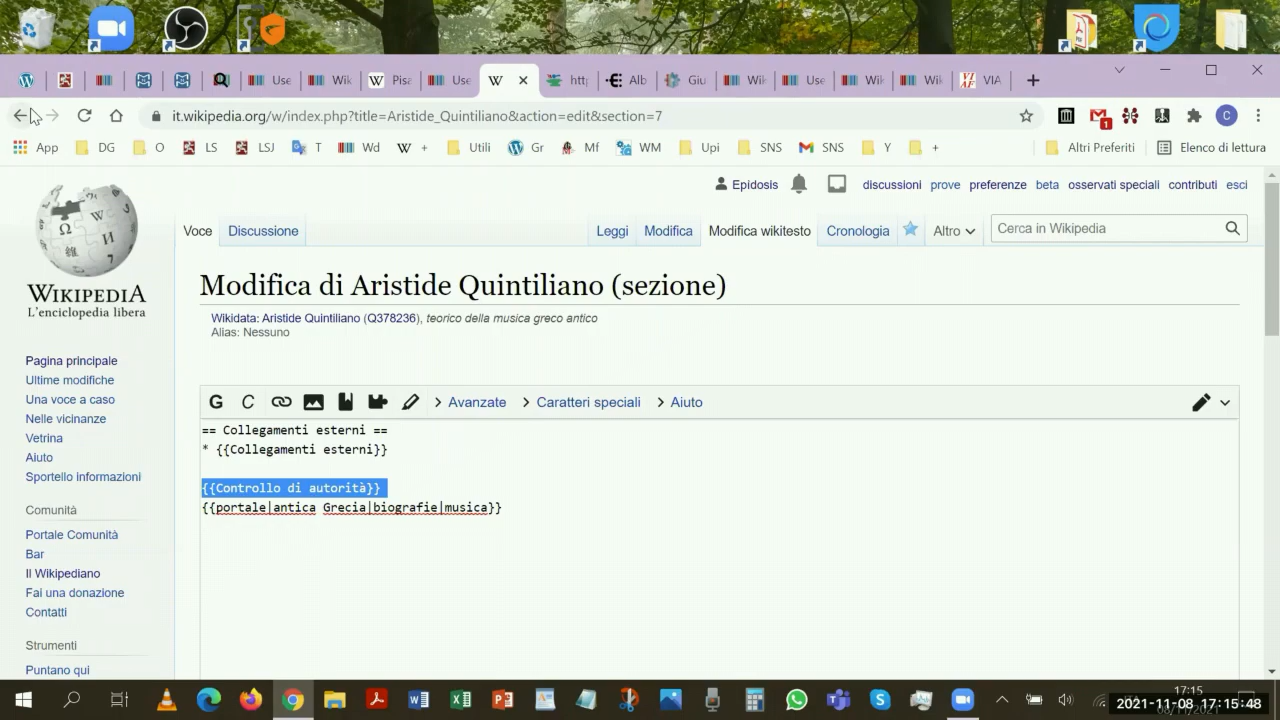 Use
Wik
Pisa
Use
W
http
Alb
Giu
Wik
Use
Wik
Wik
VIA
it.wikipedia.org/w/index.php?title=Aristide_Quintiliano&action=edit&section=7
1
C
App
DG
O
LS
LSJ
T
Wd
W +
Utili
Gr
Mf
WM
Upi
SNS
SNS
Y
+
Altri Preferiti
Elenco di lettura
Epidosis
discussioni
prove
preferenze
beta
osservati speciali
contributi
esci
WIKIPEDIA
L'enciclopedia libera
Voce
Discussione
Leggi
Modifica
Modifica wikitesto
Cronologia
Altro
Cerca in Wikipedia
Modifica di Aristide Quintiliano (sezione)
Wikidata: Aristide Quintiliano (Q378236), teorico della musica greco antico
Alias: Nessuno
Pagina principale
Ultime modifiche
Una voce a caso
Nelle vicinanze
Vetrina
Aiuto
Sportello informazioni
Comunità
Portale Comunità
Bar
Il Wikipediano
Fai una donazione
Contatti
Strumenti
Puntano qui
G C
Avanzate
Caratteri speciali
Aiuto
== Collegamenti esterni ==
* {{Collegamenti esterni}}
{{Controllo di autorità}}
{{portale|antica Grecia|biografie|musica}}
17:15
2021-11-08 17:15:48